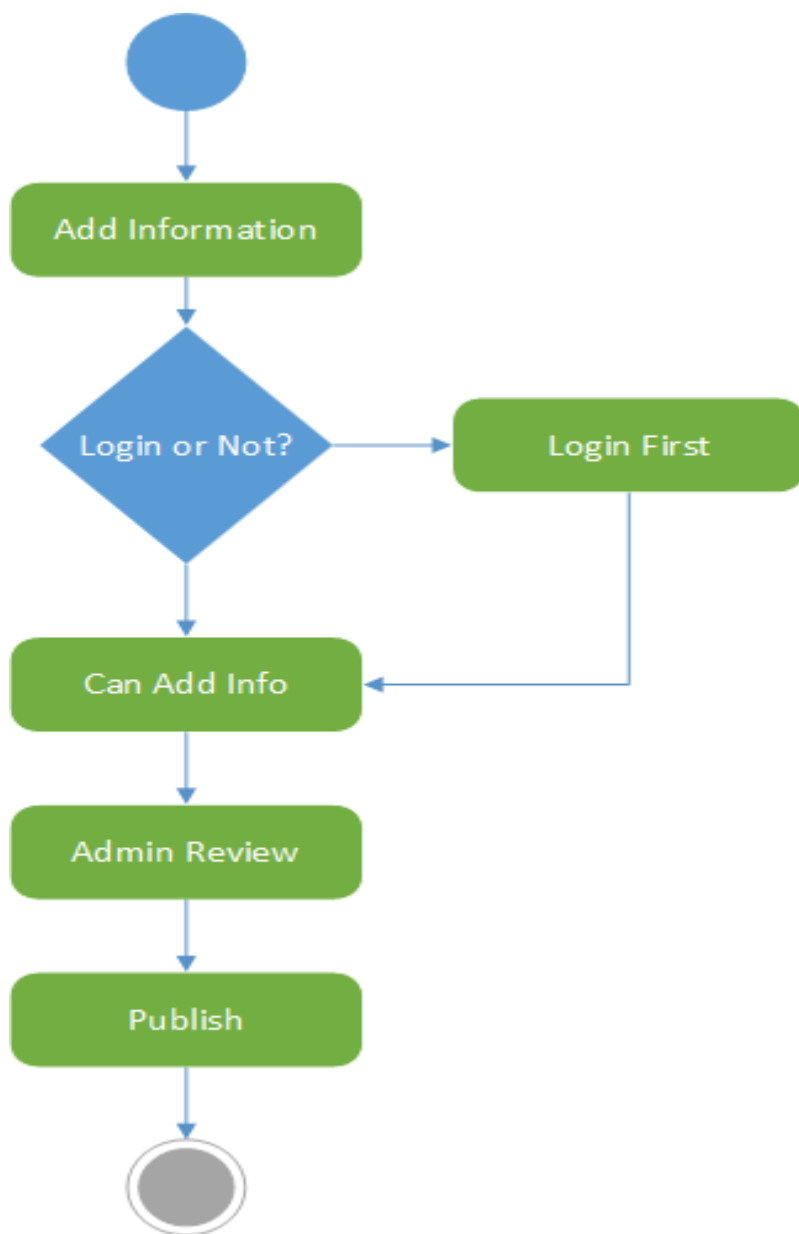 Add Information
Login or Not?
Login First
Can Add Info
Admin Review
Publish